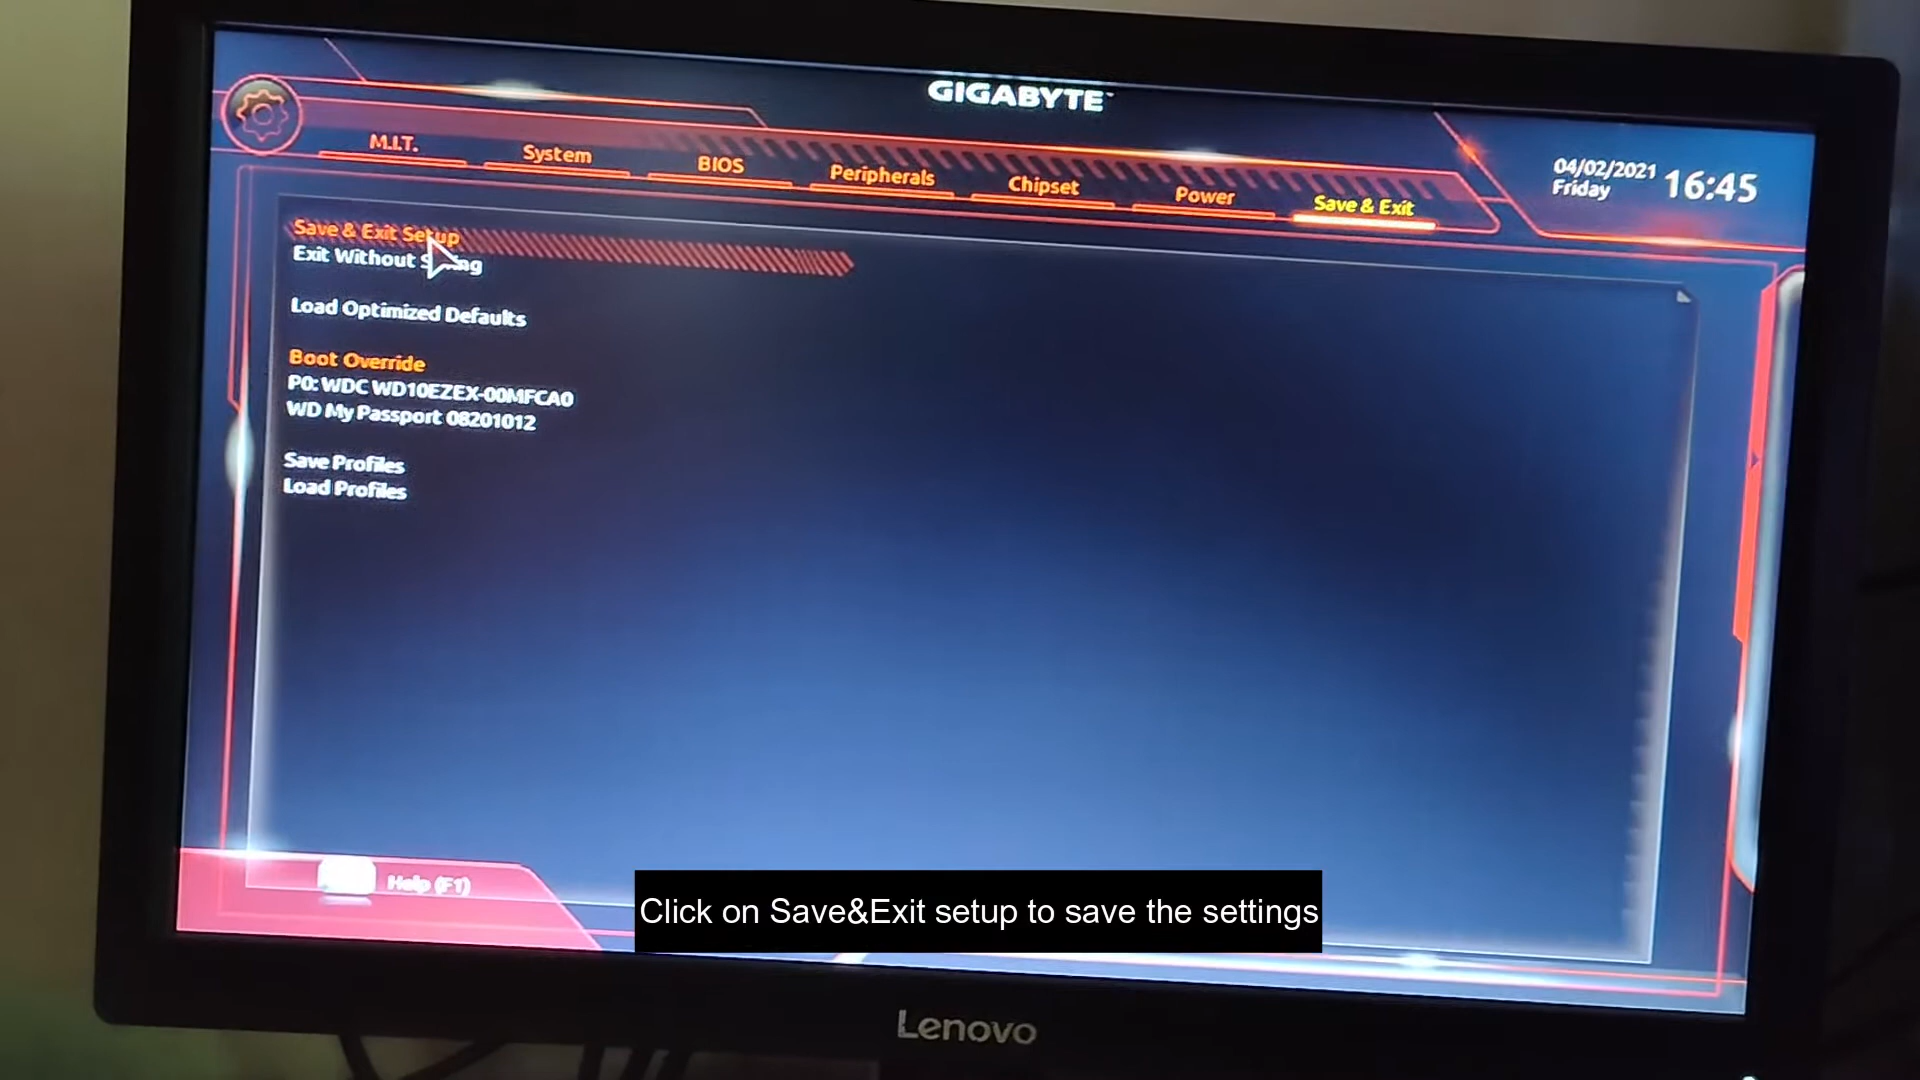 GIGABYTE
M.I.T.
System
BIOS
Peripherals
Chipset
Power
Save & Exit
04/02/2021
Friday
16:45
Save & Exit Setup
Exit Without
Load Optimized Defaults
Boot Override
P0: WDC WD10EZEX-00MFCA0
WD My Passport 08201012
Save Profiles
Load Profiles
Help (F1)
Click on Save&Exit setup to save the settings
Lenovo